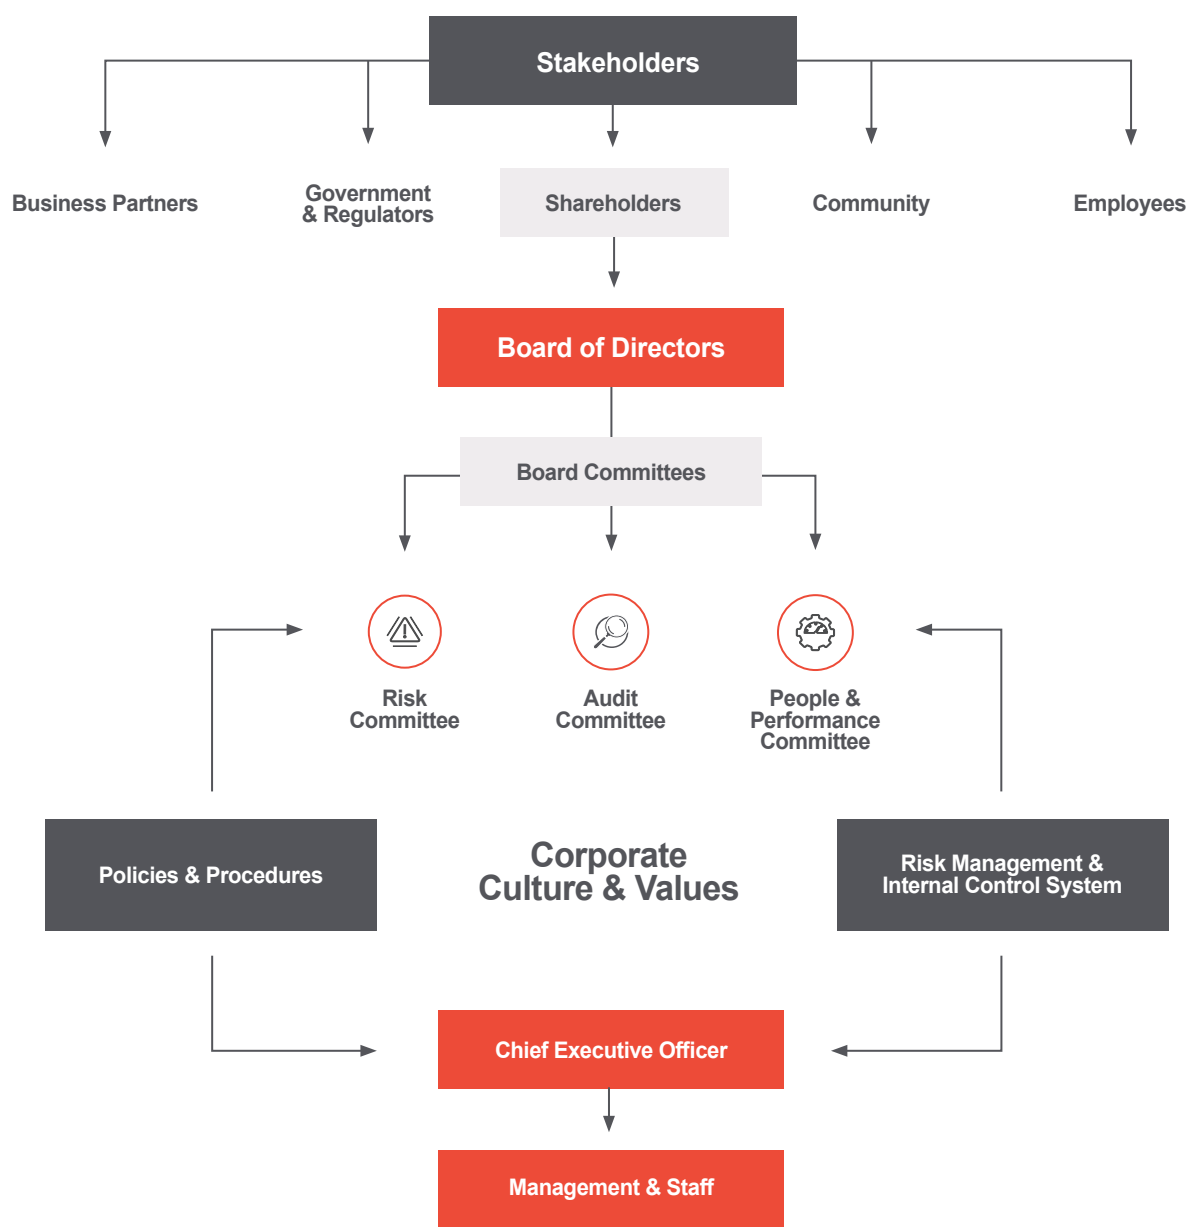 Stakeholders
Business Partners
Government
& Regulators
Shareholders
Community
Employees
Board of Directors
Board Committees
Risk
Committee
Audit
Committee
People &
Performance
Committee
Policies & Procedures
Corporate
Culture & Values
Risk Management &
Internal Control System
Chief Executive Officer
Management & Staff